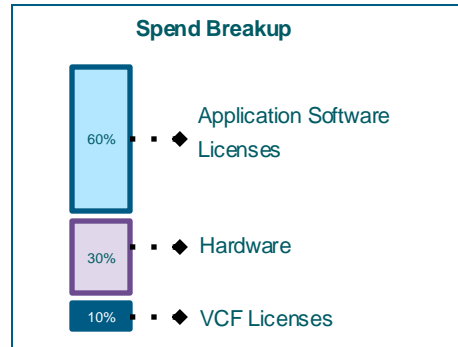 Spend Breakup
60%
Application Software
Licenses
30%
Hardware
10%
VCF Licenses